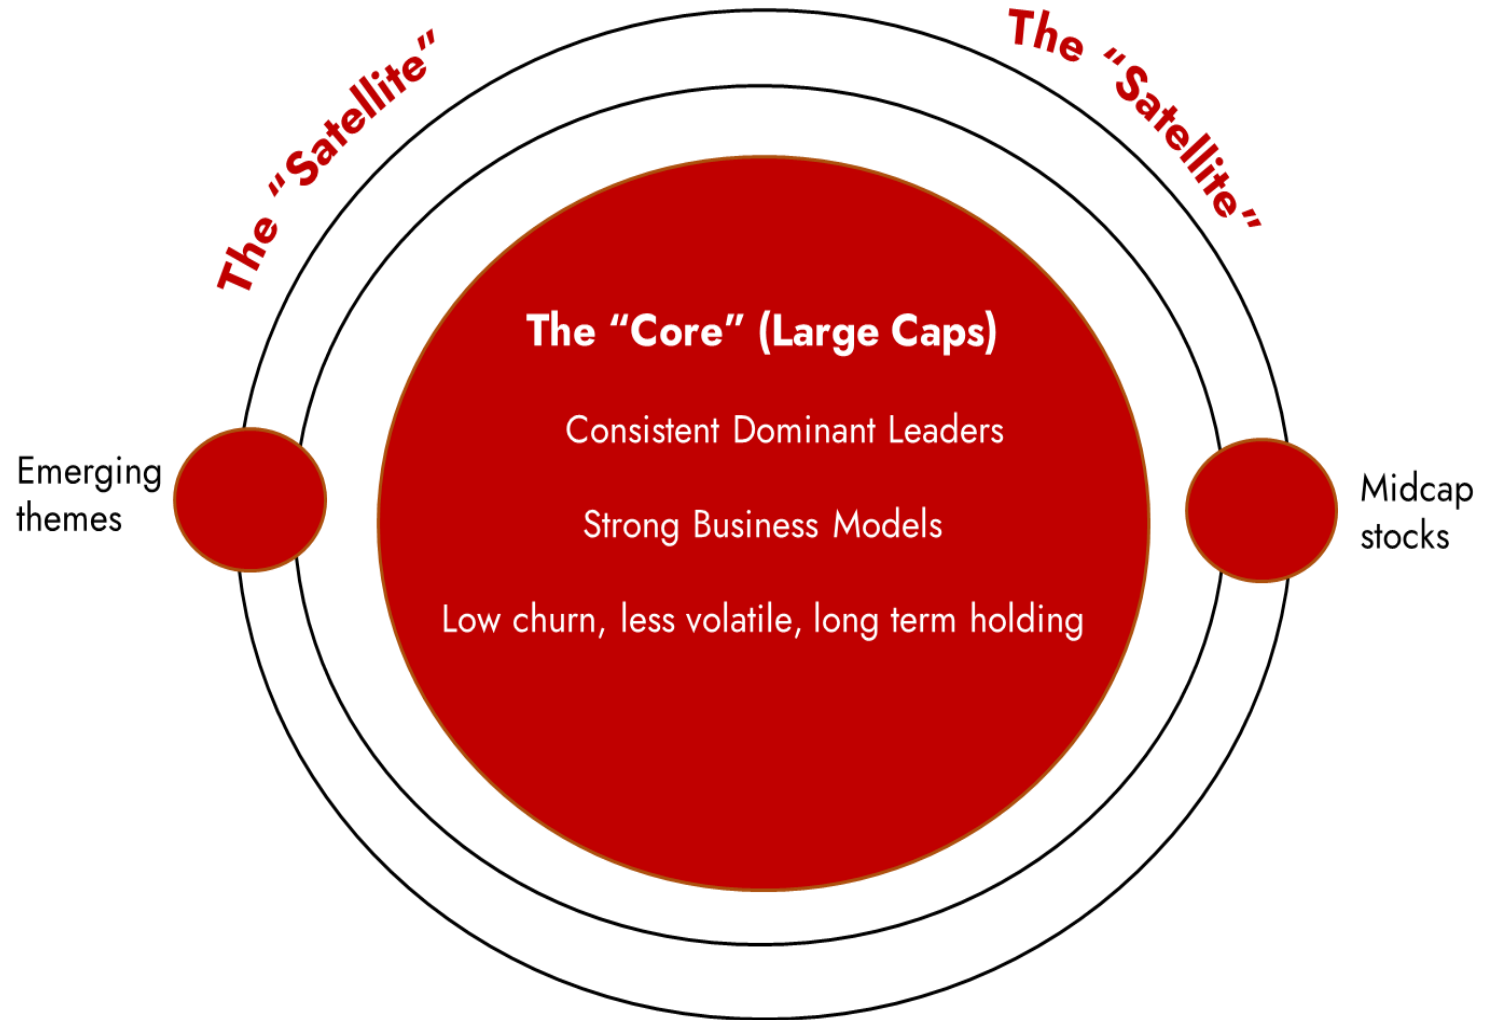 The “Satellite”
The “Satellite”
The “Core” (Large Caps)
Consistent Dominant Leaders
Strong Business Models
Low churn, less volatile, long term holding
Emerging
themes
Midcap
stocks